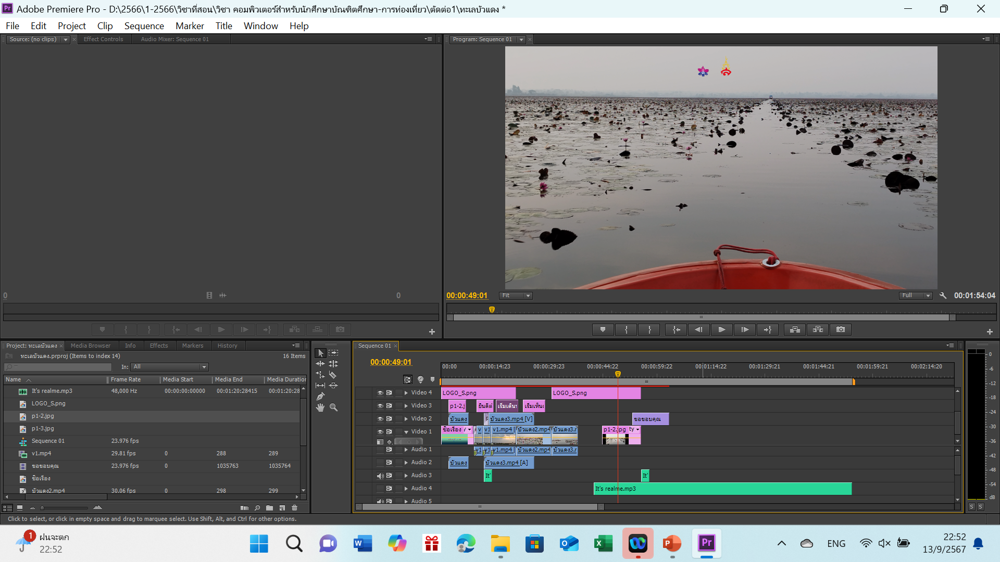 Adobe Premiere Pro - D:\2566\1-2566\วิชาที่สอน\วิชา คอมพิวเตอร์สำหรับนักศึกษาบัณฑิตศึกษา-การท่องเที่ยว\ตัดต่อ1\ทะเลบัวแดง *
File Edit Project Clip Sequence Marker Title Window Help
Source: (no clips) Effect Controls Audio Mixer: Sequence 01
Program: Sequence 01
0 0
00:00:49:01 Fit Full 00:01:54:04
Project: ทะเลบัวแดง Media Browser Info Effects Markers History
ทะเลบัวแดง.prproj (Items to index 14) 16 Items
In: All
Name Frame Rate Media Start Media End Media Duration
It's realme.mp3 48,000 Hz 00:00:00:00000 00:01:20:28415 00:01:20:28
LOGO_S.png
p1-2.jpg
p1-3.jpg
Sequence 01 23.976 fps
v1.mp4 29.81 fps 0 288 289
ขอขอบคุณ 23.976 fps 0 1035763 1035764
ชื่อเรื่อง
บัวแดง2.mp4 30.06 fps 0 298 299
Sequence 01
00:00:49:01
00:00 00:00:14:23 00:00:29:23 00:00:44:22 00:00:59:22 00:01:14:22 00:01:29:21 00:01:44:21 00:01:59:21 00:02:14:20
Video 4 LOGO_S.png LOGO_S.png
Video 3 p1-2.j ยินดีต่ เริ่มเดินท เริ่มเห็น
Video 2 บัวแดง บัวแดง3.mp4 [V] ขอขอบคุณ
Video 1 ชื่อเรื่อง v v1 v1.mp4 บัวแดง2.mp4 บัวแดง3.r p1-2.jpg ty
Audio 1 v1 v1 v1.mp4 บัวแดง2.mp4 บัวแดง3.r
Audio 2 บัวแดง บัวแดง3.mp4 [A]
Audio 3 It' It'
Audio 4 It's realme.mp3
Audio 5
0
-6
-12
-18
-24
-30
-36
-42
-48
-54
dB
S S
Click to select, or click in empty space and drag to marquee select. Use Shift, Alt, and Ctrl for other options.
1 ฝนจะตก
22:52
ENG
22:52
13/9/2567